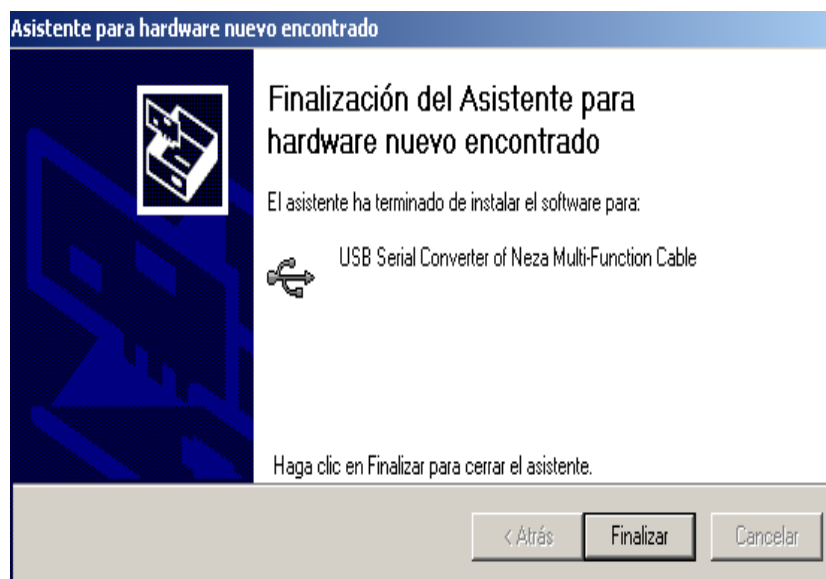 Asistente para hardware nuevo encontrado
Finalización del Asistente para
hardware nuevo encontrado
El asistente ha terminado de instalar el software para:
USB Serial Converter of Neza Multi-Function Cable
Haga clic en Finalizar para cerrar el asistente.
< Atrás
Finalizar
Cancelar